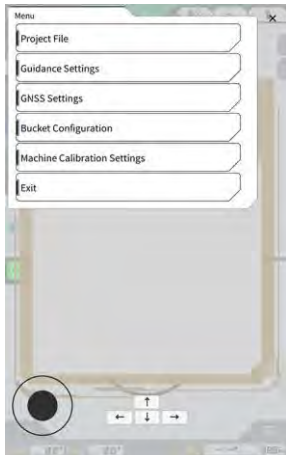 Menu
Project File
Guidance Settings
GNSS Settings
Bucket Configuration
Machine Calibration Settings
Exit